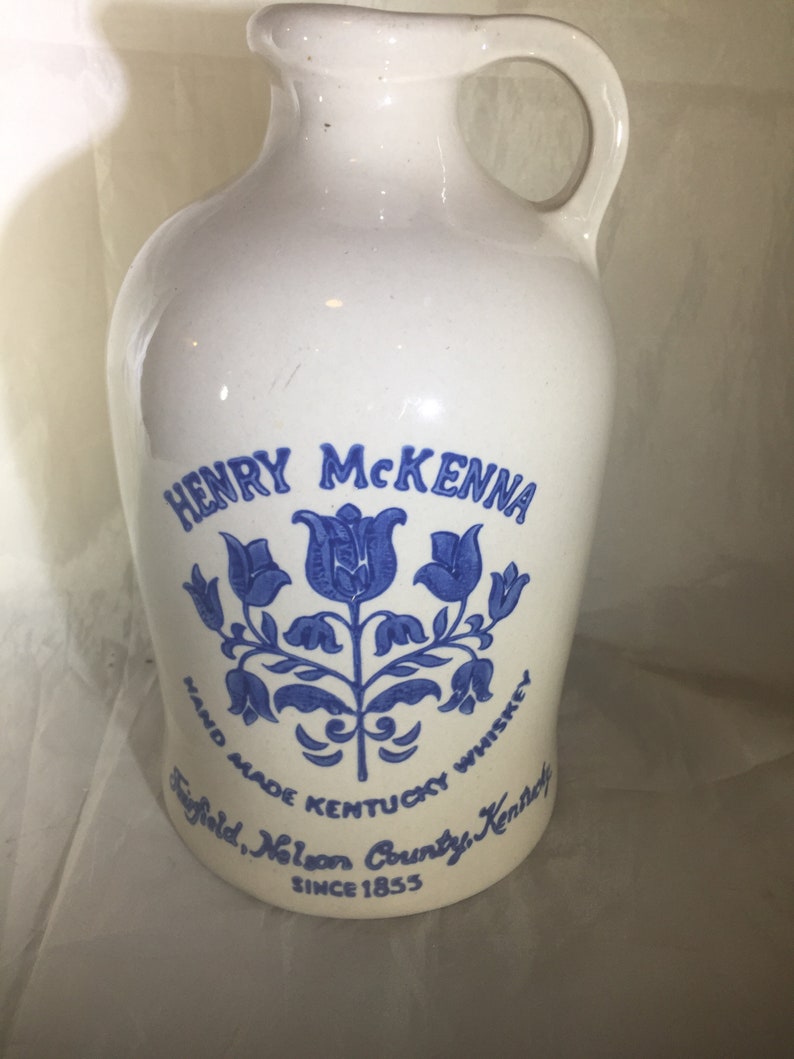 HENRY McKENNA
HAND MADE KENTUCKY WHISKEY
Fairfield, Nelson County, Kentucky
SINCE 1855